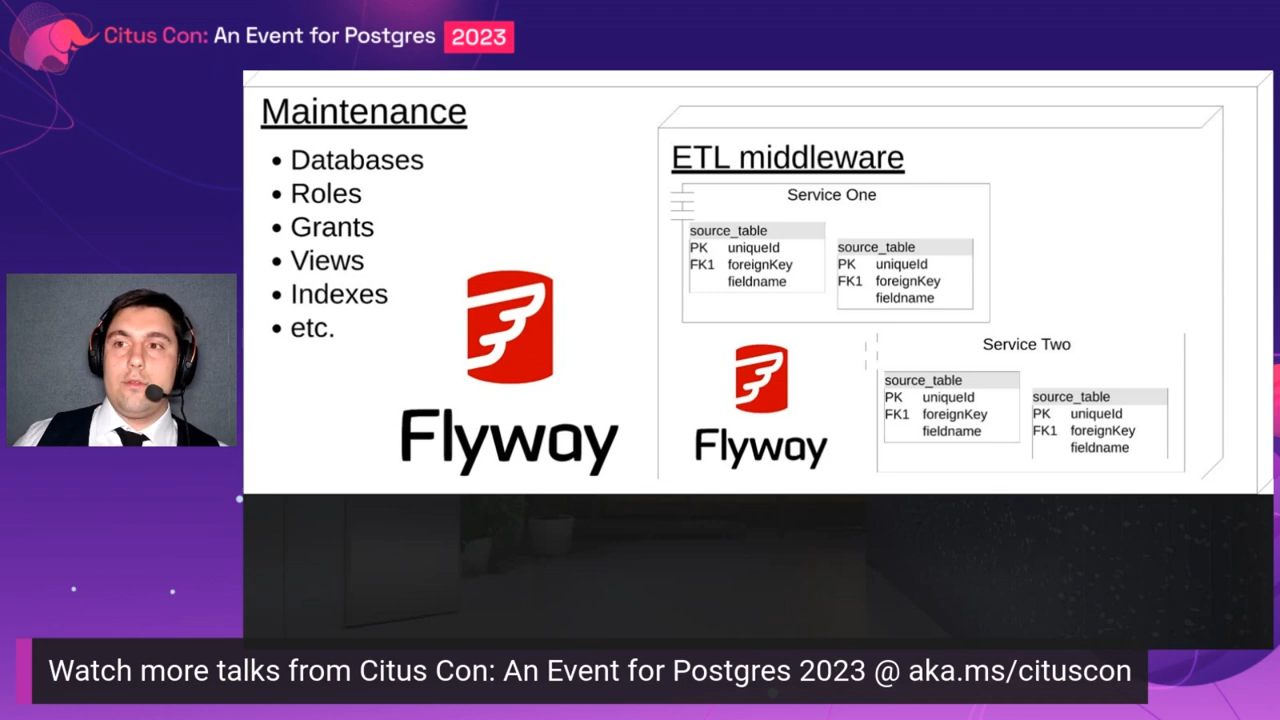 Citus Con: An Event for Postgres 2023
Maintenance
• Databases
• Roles
• Grants
• Views
• Indexes
• etc.
Flyway
ETL middleware
Service One
source_table
PK uniqueId
FK1 foreignKey
fieldname
source_table
PK uniqueId
FK1 foreignKey
fieldname
Flyway
Service Two
source_table
PK uniqueId
FK1 foreignKey
fieldname
source_table
PK uniqueId
FK1 foreignKey
fieldname
Watch more talks from Citus Con: An Event for Postgres 2023 @ aka.ms/cituscon